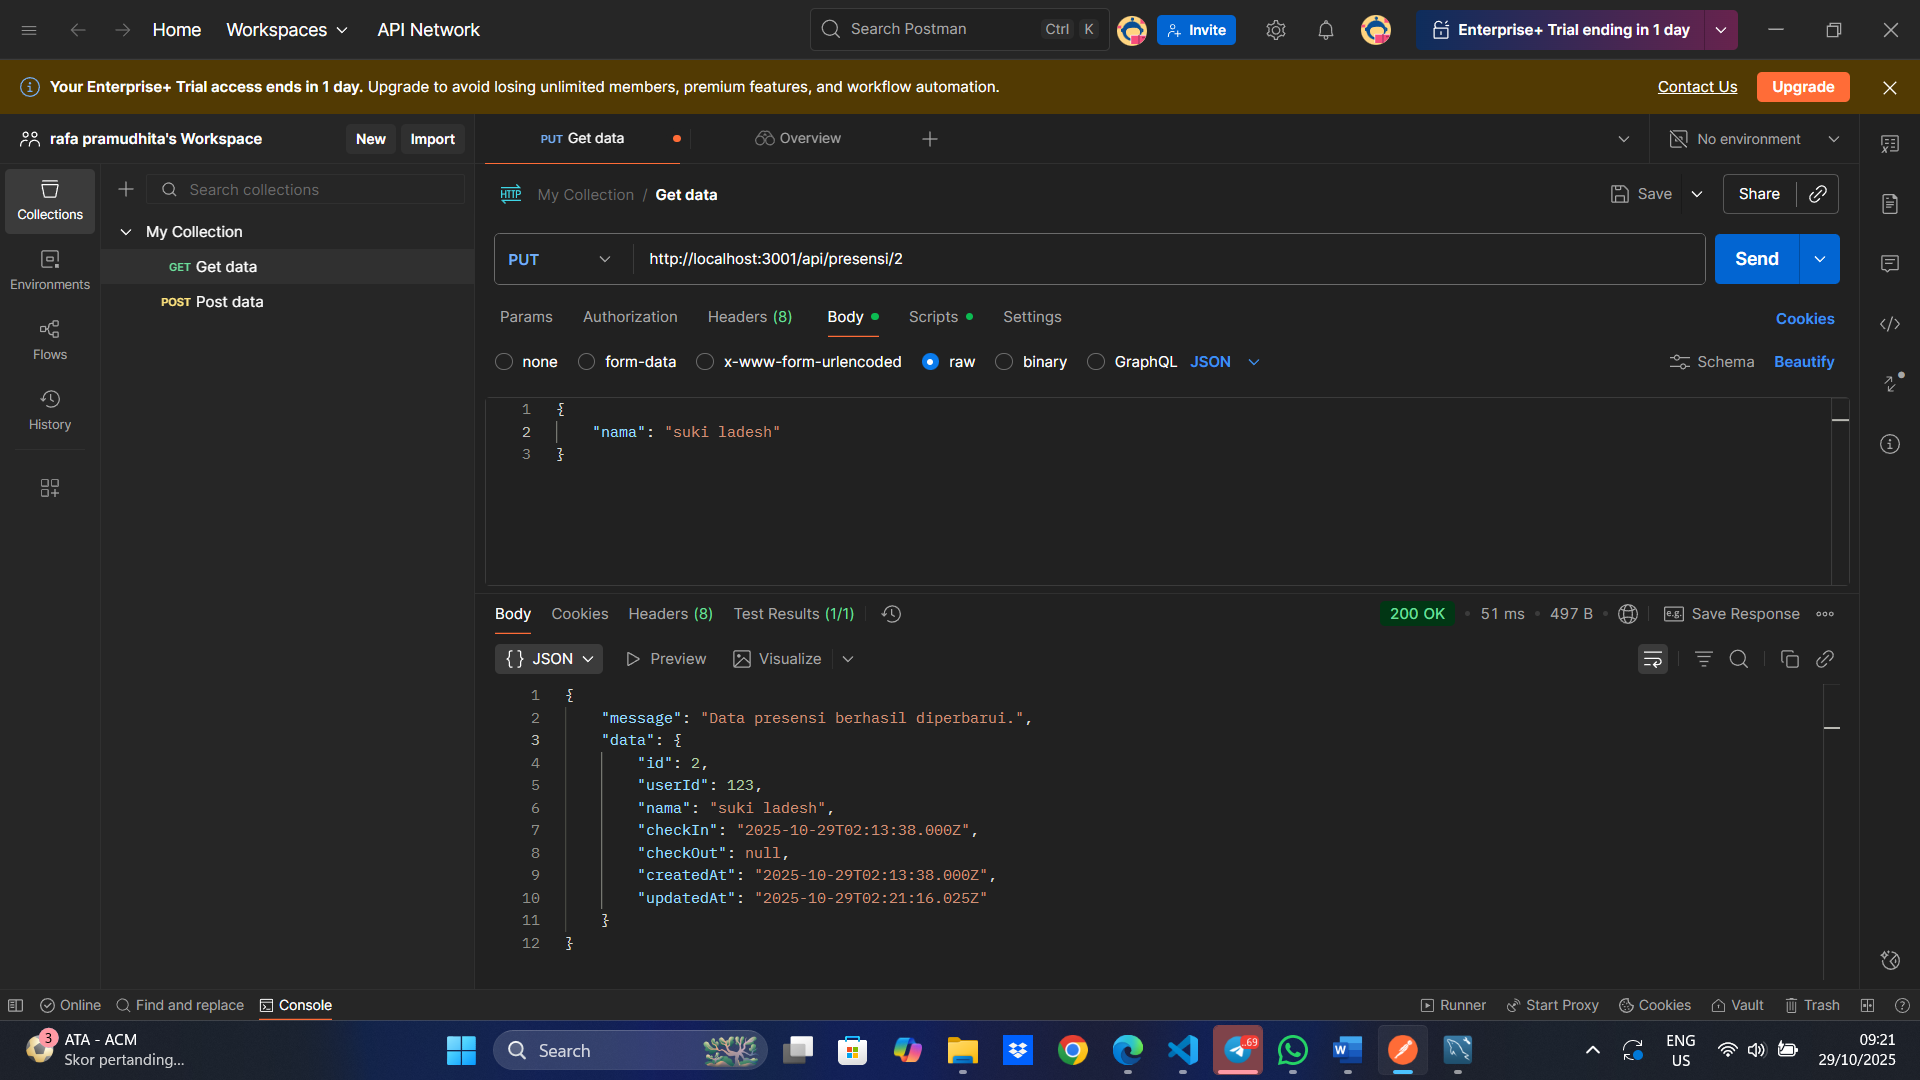 Home Workspaces API Network Search Postman Ctrl K Invite Enterprise+ Trial ending in 1 day
Your Enterprise+ Trial access ends in 1 day. Upgrade to avoid losing unlimited members, premium features, and workflow automation. Contact Us Upgrade
rafa pramudhita's Workspace New Import PUT Get data Overview No environment
Collections
Environments
Flows
History
Search collections
My Collection
GET Get data
POST Post data
HTTP My Collection / Get data Save Share
PUT http://localhost:3001/api/presensi/2 Send
Params Authorization Headers (8) Body Scripts Settings Cookies
none form-data x-www-form-urlencoded raw binary GraphQL JSON Schema Beautify
1 {
2 "nama": "suki ladesh"
3 }
Body Cookies Headers (8) Test Results (1/1) 200 OK 51 ms 497 B e.g. Save Response
{} JSON Preview Visualize
1 {
2 "message": "Data presensi berhasil diperbarui.",
3 "data": {
4 "id": 2,
5 "userId": 123,
6 "nama": "suki ladesh",
7 "checkIn": "2025-10-29T02:13:38.000Z",
8 "checkOut": null,
9 "createdAt": "2025-10-29T02:13:38.000Z",
10 "updatedAt": "2025-10-29T02:21:16.025Z"
11 }
12 }
Online Find and replace Console Runner Start Proxy Cookies Vault Trash
3 ATA - ACM
Skor pertanding...
Search
69
ENG
US
09:21
29/10/2025